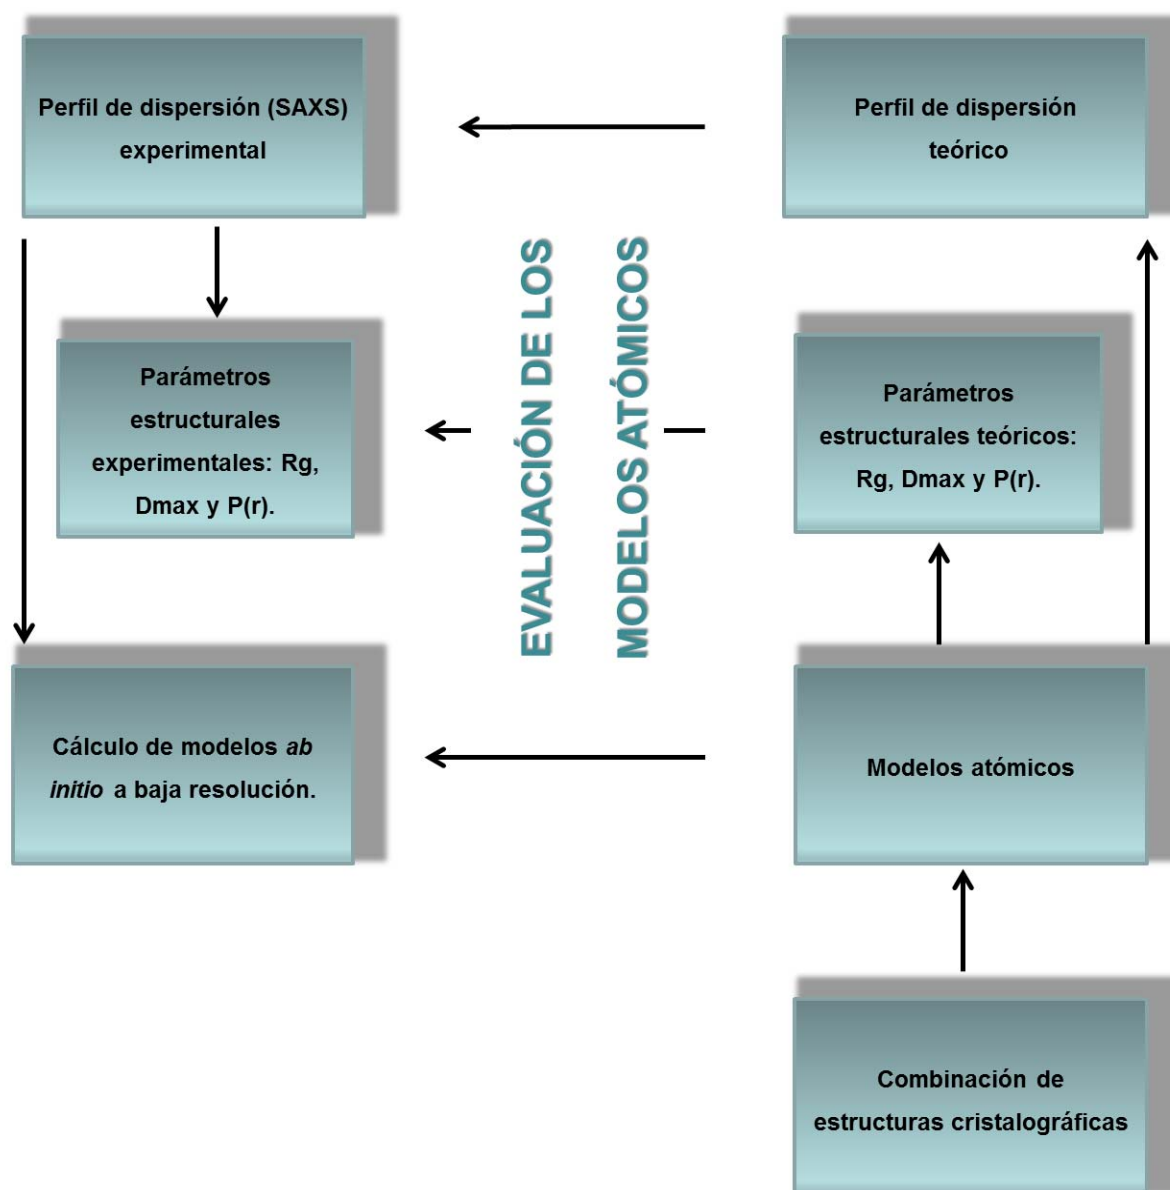 Perfil de dispersión (SAXS)
experimental
Perfil de dispersión
teórico
EVALUACIÓN DE LOS
MODELOS ATÓMICOS
Parámetros
estructurales
experimentales: Rg,
Dmax y P(r).
Parámetros
estructurales teóricos:
Rg, Dmax y P(r).
Cálculo de modelos ab
initio a baja resolución.
Modelos atómicos
Combinación de
estructuras cristalográficas